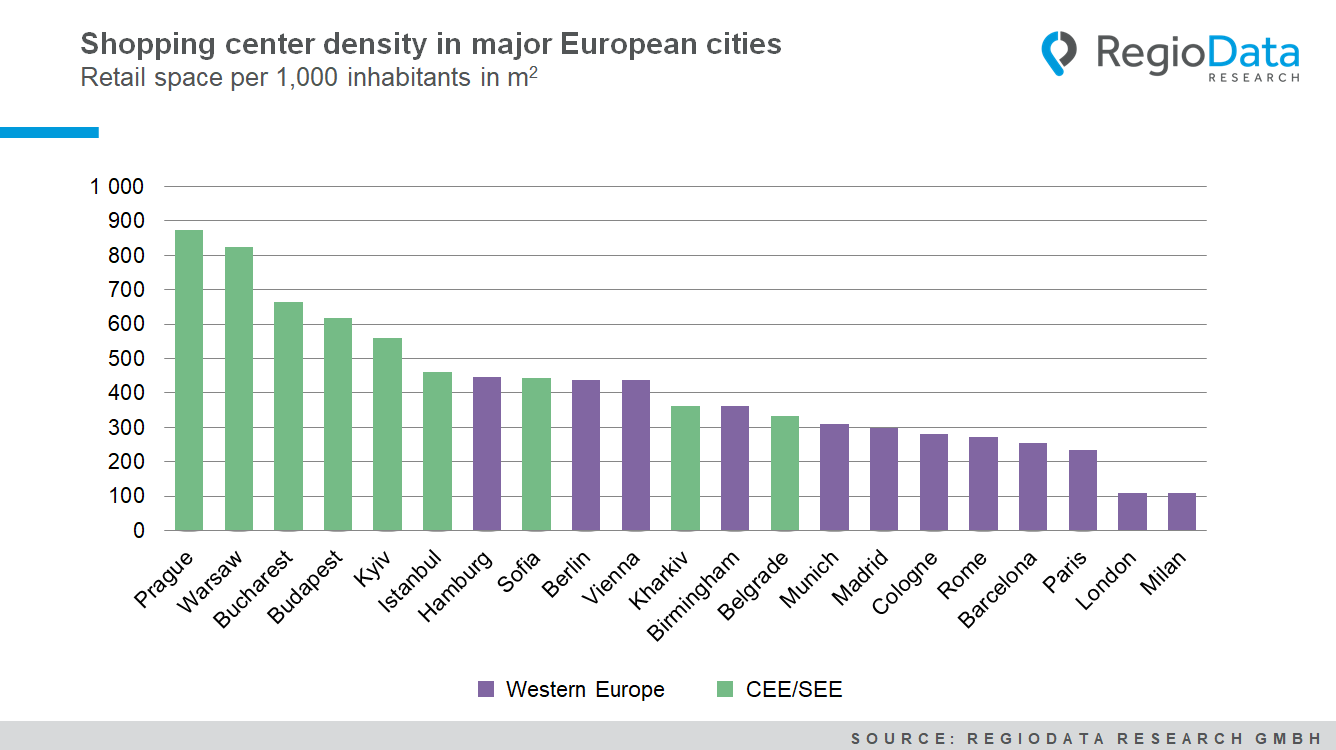 Shopping center density in major European cities
Retail space per 1,000 inhabitants in m²
RegioData
RESEARCH
1 000
900
800
700
600
500
400
300
200
100
0
Prague
Warsaw
Bucharest
Budapest
Kyiv
Istanbul
Hamburg
Sofia
Berlin
Vienna
Kharkiv
Birmingham
Belgrade
Munich
Madrid
Cologne
Rome
Barcelona
Paris
London
Milan
Western Europe
CEE/SEE
SOURCE: REGIODATA RESEARCH GMBH